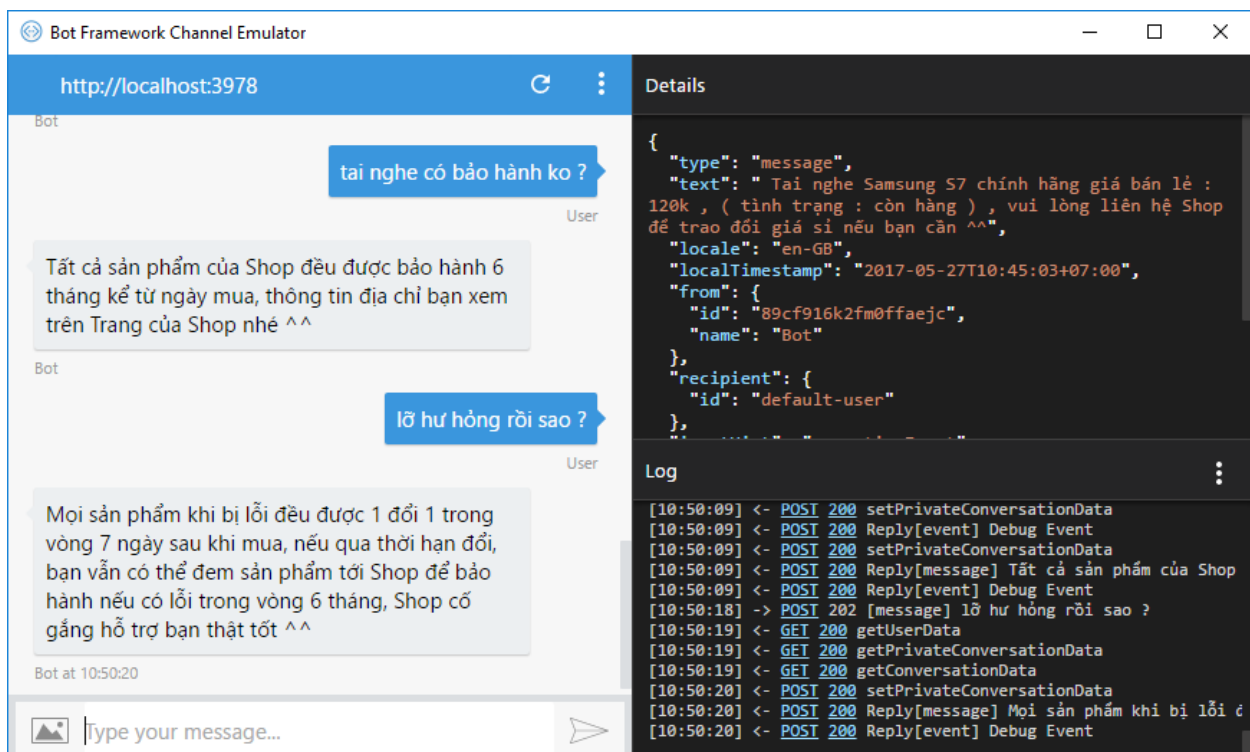 Bot Framework Channel Emulator
http://localhost:3978
Bot
tai nghe có bảo hành ko ?
User
Tất cả sản phẩm của Shop đều được bảo hành 6
tháng kể từ ngày mua, thông tin địa chỉ bạn xem
trên Trang của Shop nhé ^^
Bot
lỡ hư hỏng rồi sao ?
User
Mọi sản phẩm khi bị lỗi đều được 1 đổi 1 trong
vòng 7 ngày sau khi mua, nếu qua thời hạn đổi,
bạn vẫn có thể đem sản phẩm tới Shop để bảo
hành nếu có lỗi trong vòng 6 tháng, Shop cố
gắng hỗ trợ bạn thật tốt ^^
Bot at 10:50:20
Type your message...
Details
{
"type": "message",
"text": " Tai nghe Samsung S7 chính hãng giá bán lẻ :
120k , ( tình trạng : còn hàng ) , vui lòng liên hệ Shop
để trao đổi giá sỉ nếu bạn cần ^^",
"locale": "en-GB",
"localTimestamp": "2017-05-27T10:45:03+07:00",
"from": {
"id": "89cf916k2fm0ffaejc",
"name": "Bot"
},
"recipient": {
"id": "default-user"
},
Log
[10:50:09] <- POST 200 setPrivateConversationData
[10:50:09] <- POST 200 Reply[event] Debug Event
[10:50:09] <- POST 200 setPrivateConversationData
[10:50:09] <- POST 200 Reply[message] Tất cả sản phẩm của Shop
[10:50:09] <- POST 200 Reply[event] Debug Event
[10:50:18] -> POST 202 [message] lỡ hư hỏng rồi sao ?
[10:50:19] <- GET 200 getUserData
[10:50:19] <- GET 200 getPrivateConversationData
[10:50:19] <- GET 200 getConversationData
[10:50:20] <- POST 200 setPrivateConversationData
[10:50:20] <- POST 200 Reply[message] Mọi sản phẩm khi bị lỗi
[10:50:20] <- POST 200 Reply[event] Debug Event